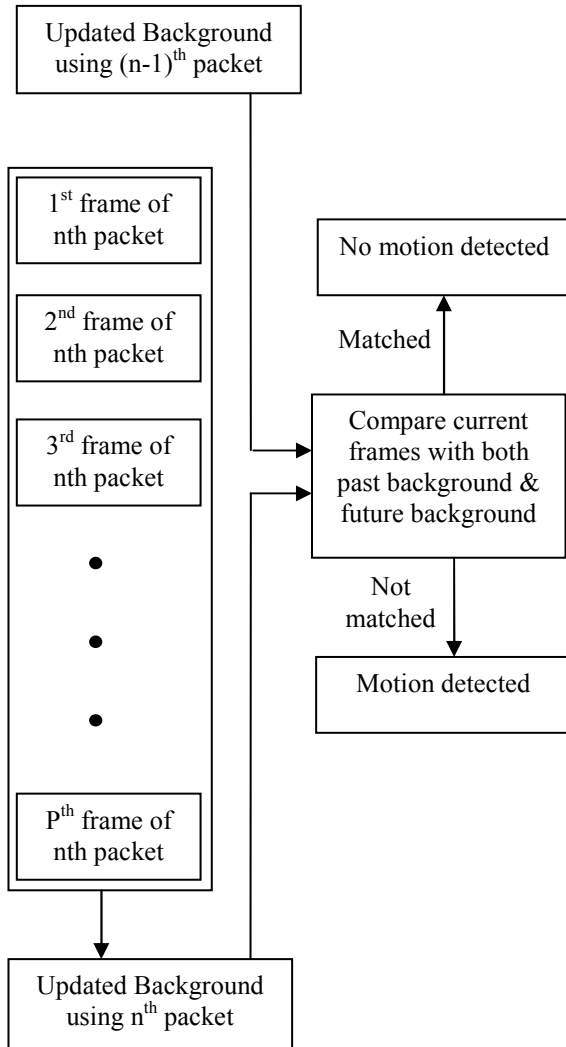 Updated Background
using (n-1)th packet
1st frame of
nth packet
2nd frame of
nth packet
3rd frame of
nth packet
Pth frame of
nth packet
Updated Background
using nth packet
No motion detected
Matched
Compare current
frames with both
past background &
future background
Not
matched
Motion detected